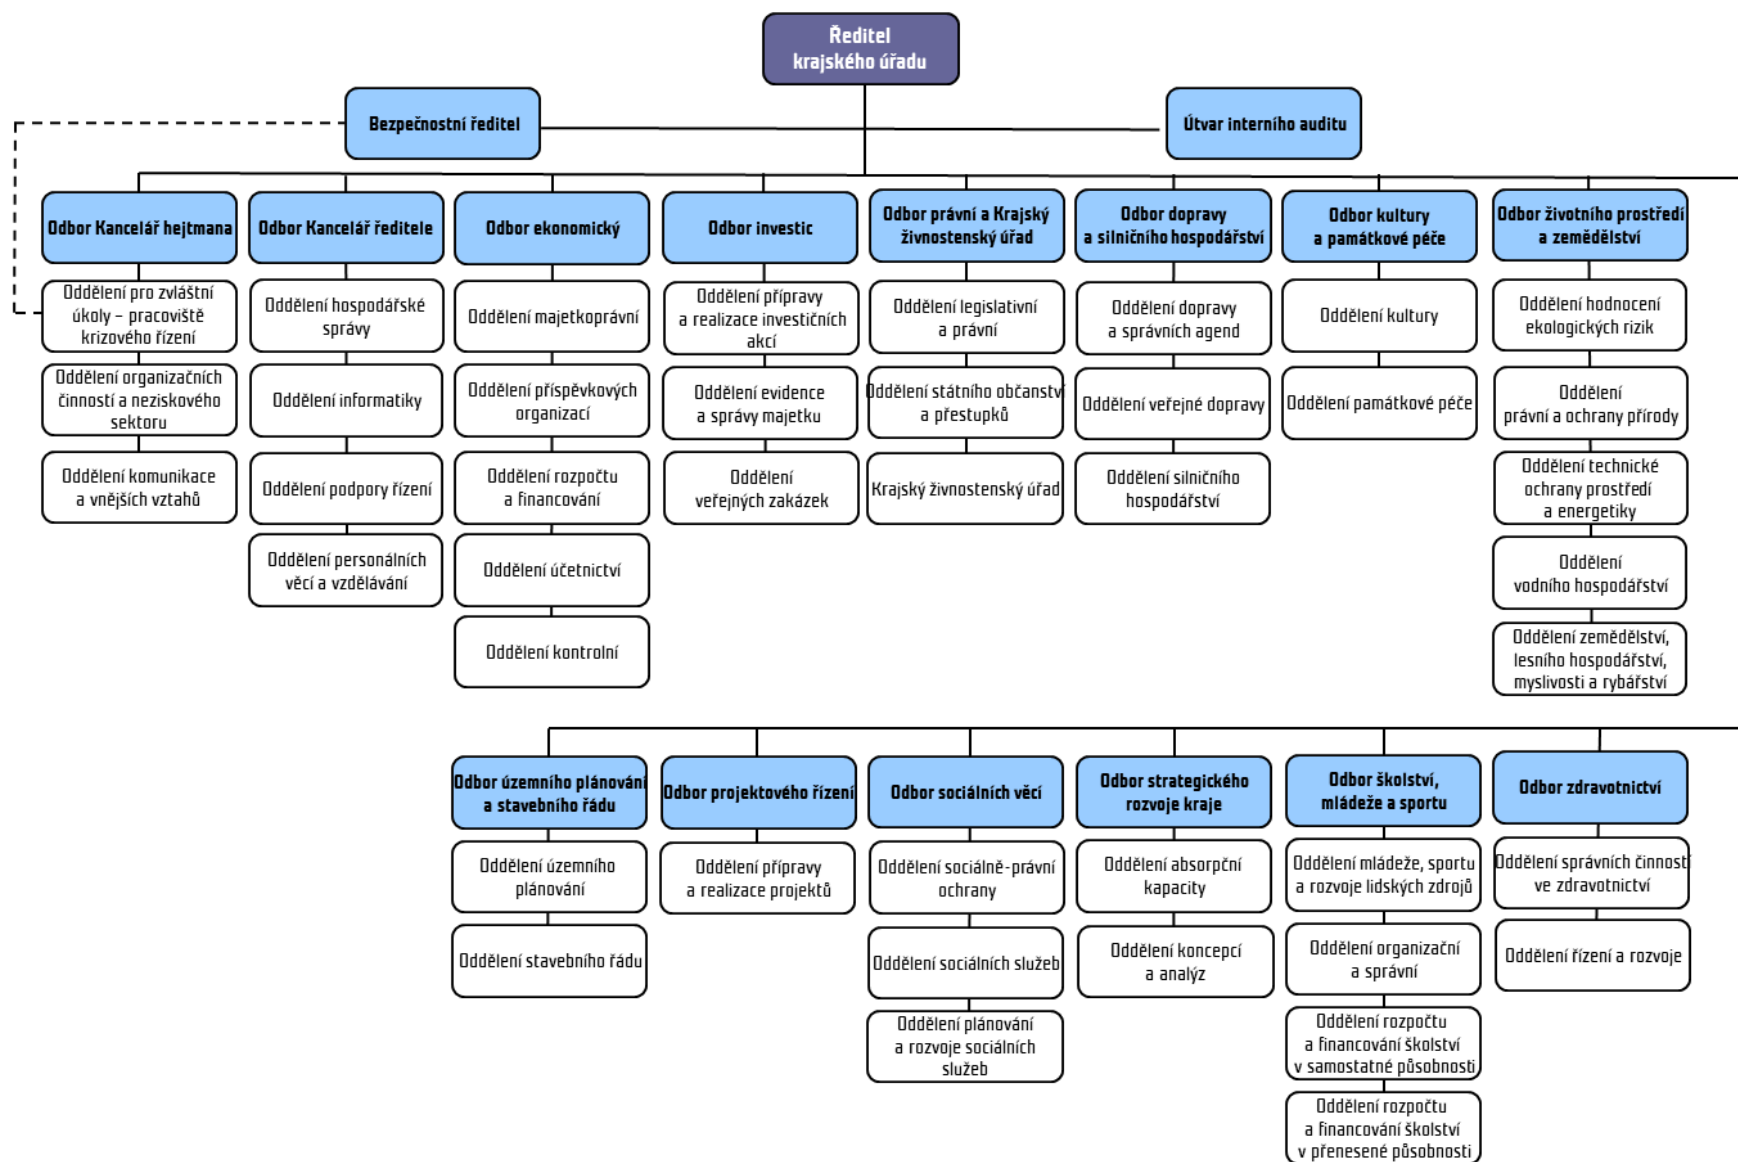 Ředitel
krajského úřadu
Bezpečnostní ředitel
Útvar interního auditu
Odbor Kancelář hejtmana
Oddělení pro zvláštní
úkoly – pracoviště
krizového řízení
Oddělení organizačních
činností a neziskového
sektoru
Oddělení komunikace
a vnějších vztahů
Odbor Kancelář ředitele
Oddělení hospodářské
správy
Oddělení informatiky
Oddělení podpory řízení
Oddělení personálních
věcí a vzdělávání
Odbor ekonomický
Oddělení majetkoprávní
Oddělení příspěvkových
organizací
Oddělení rozpočtu
a financování
Oddělení účetnictví
Oddělení kontrolní
Odbor investic
Oddělení přípravy
a realizace investičních
akcí
Oddělení evidence
a správy majetku
Oddělení
veřejných zakázek
Odbor právní a Krajský
živnostenský úřad
Oddělení legislativní
a právní
Oddělení státního občanství
a přestupků
Krajský živnostenský úřad
Odbor dopravy
a silničního hospodářství
Oddělení dopravy
a správních agend
Oddělení veřejné dopravy
Oddělení silničního
hospodářství
Odbor kultury
a památkové péče
Oddělení kultury
Oddělení památkové péče
Odbor životního prostředí
a zemědělství
Oddělení hodnocení
ekologických rizik
Oddělení
právní a ochrany přírody
Oddělení technické
ochrany prostředí
a energetiky
Oddělení
vodního hospodářství
Oddělení zemědělství,
lesního hospodářství,
myslivosti a rybářství
Odbor územního plánování
a stavebního řádu
Oddělení územního
plánování
Oddělení stavebního řádu
Odbor projektového řízení
Oddělení přípravy
a realizace projektů
Odbor sociálních věcí
Oddělení sociálně-právní
ochrany
Oddělení sociálních služeb
Oddělení plánování
a rozvoje sociálních
služeb
Odbor strategického
rozvoje kraje
Oddělení absorpční
kapacity
Oddělení koncepcí
a analýz
Odbor školství,
mládeže a sportu
Oddělení mládeže, sportu
a rozvoje lidských zdrojů
Oddělení organizační
a správní
Oddělení rozpočtu
a financování školství
v samostatné působnosti
Oddělení rozpočtu
a financování školství
v přenesené působnosti
Odbor zdravotnictví
Oddělení správních činností
ve zdravotnictví
Oddělení řízení a rozvoje